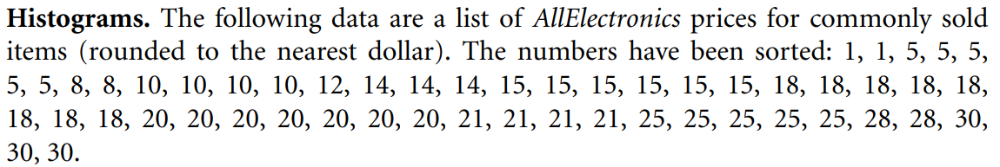 Histograms. The following data are a list of AllElectronics prices for commonly sold
items (rounded to the nearest dollar). The numbers have been sorted: 1, 1, 5, 5, 5,
5, 5, 8, 8, 10, 10, 10, 10, 12, 14, 14, 14, 15, 15, 15, 15, 15, 15, 18, 18, 18, 18, 18,
18, 18, 18, 20, 20, 20, 20, 20, 20, 20, 21, 21, 21, 21, 25, 25, 25, 25, 25, 28, 28, 30,
30, 30.